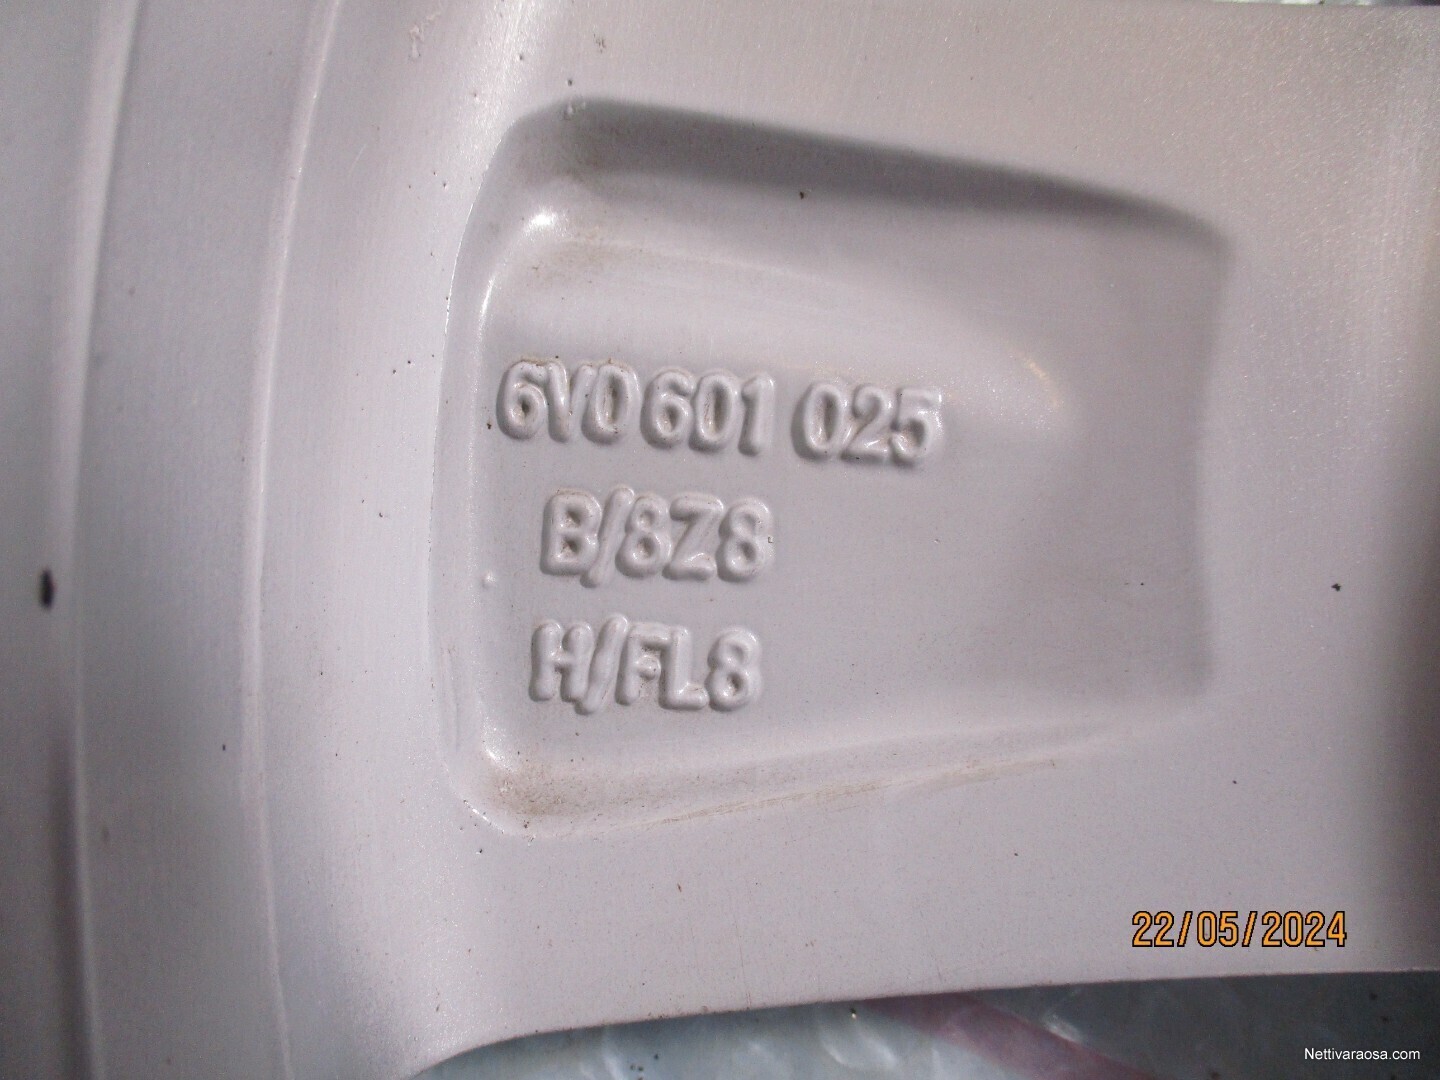 6V0 601 025
B/8Z8
H/FL8
22/05/2024
Nettivaraosa.com